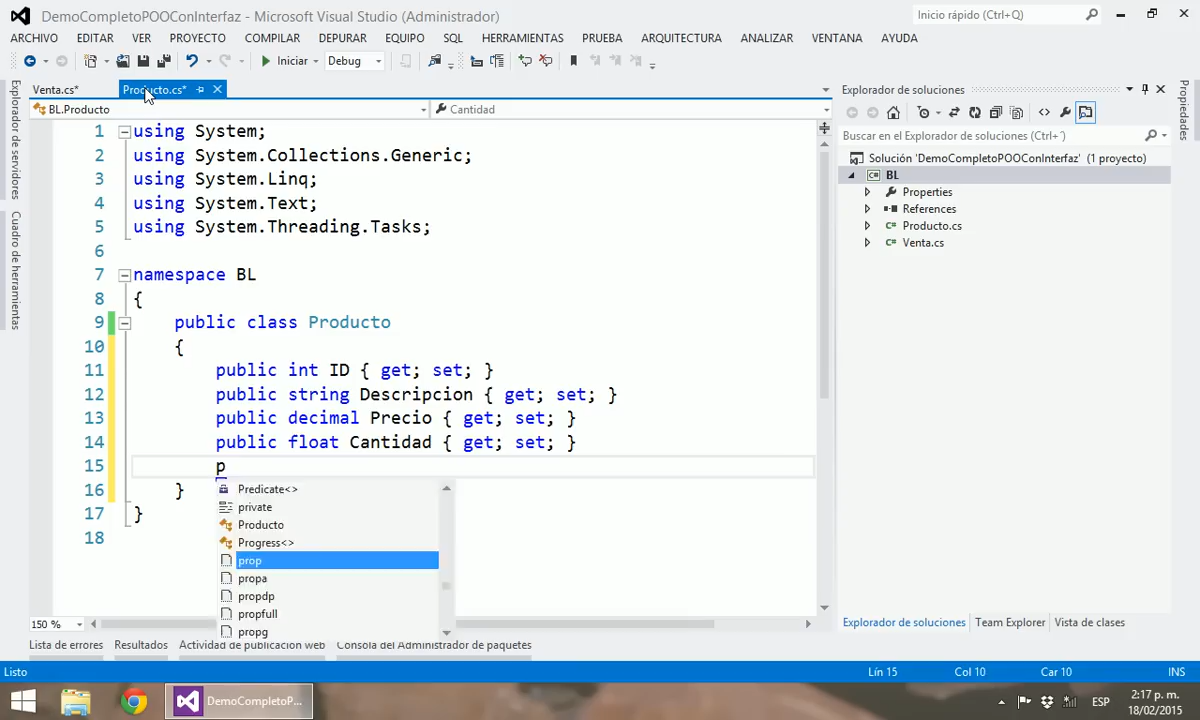 DemoCompletoPOOConInterfaz - Microsoft Visual Studio (Administrador)
Inicio rápido (Ctrl+Q)
ARCHIVO EDITAR VER PROYECTO COMPILAR DEPURAR EQUIPO SQL HERRAMIENTAS PRUEBA ARQUITECTURA ANALIZAR VENTANA AYUDA
Iniciar Debug
Explorador de servidores
Cuadro de herramientas
Venta.cs* Producto.cs*
BL.Producto Cantidad
1 using System;
2 using System.Collections.Generic;
3 using System.Linq;
4 using System.Text;
5 using System.Threading.Tasks;
6
7 namespace BL
8 {
9 public class Producto
10 {
11 public int ID { get; set; }
12 public string Descripcion { get; set; }
13 public decimal Precio { get; set; }
14 public float Cantidad { get; set; }
15 p
16 }
17 }
18
Predicate<>
private
Producto
Progress<>
prop
propa
propdp
propfull
propg
150 %
Explorador de soluciones
Buscar en el Explorador de soluciones (Ctrl+´)
Solución 'DemoCompletoPOOConInterfaz' (1 proyecto)
BL
Properties
References
Producto.cs
Venta.cs
Explorador de soluciones Team Explorer Vista de clases
Propiedades
Lista de errores Resultados Actividad de publicación web Consola del Administrador de paquetes
Listo Lín 15 Col 10 Car 10 INS
DemoCompletoP...
ESP
2:17 p. m.
18/02/2015